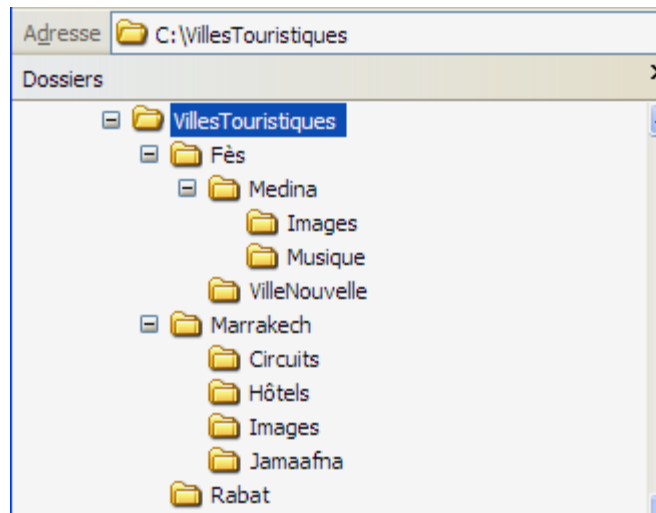 Adresse C:\VillesTouristiques
Dossiers
VillesTouristiques
Fès
Medina
Images
Musique
VilleNouvelle
Marrakech
Circuits
Hôtels
Images
Jamaafna
Rabat